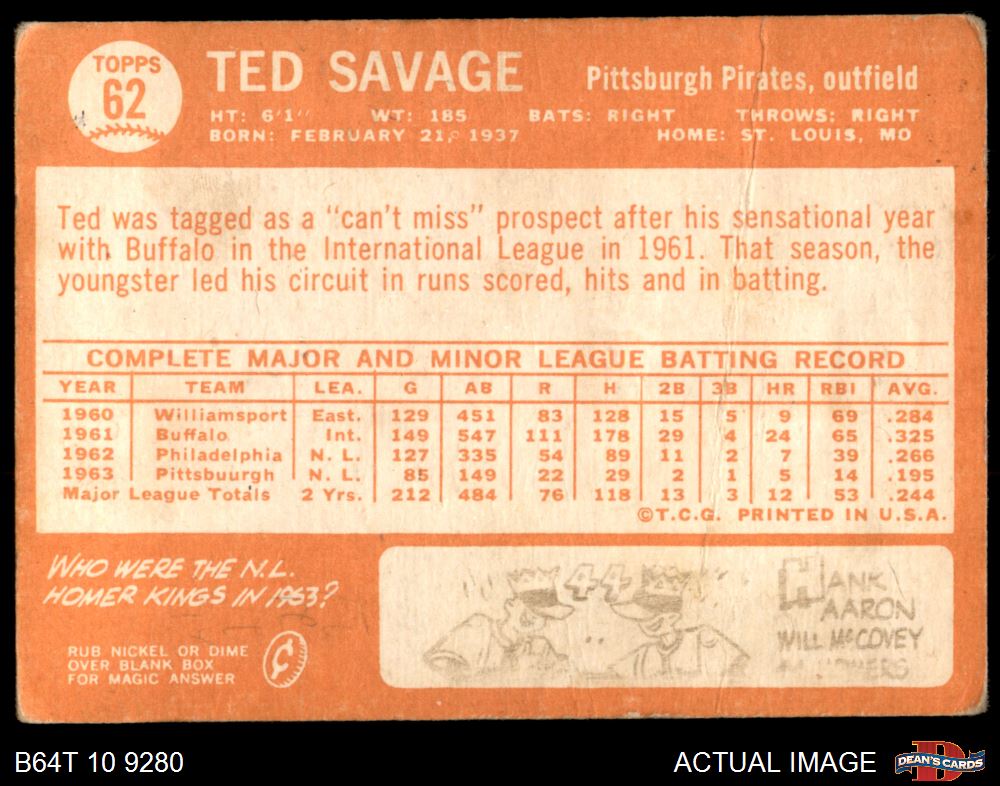 TOPPS
62
TED SAVAGE
Pittsburgh Pirates, outfield
HT: 6'1" WT: 185 BATS: RIGHT THROWS: RIGHT
BORN: FEBRUARY 21, 1937 HOME: ST. LOUIS, MO
Ted was tagged as a "can't miss" prospect after his sensational year
with Buffalo in the International League in 1961. That season, the
youngster led his circuit in runs scored, hits and in batting.
COMPLETE MAJOR AND MINOR LEAGUE BATTING RECORD
YEAR TEAM LEA. G AB R H 2B 3B HR RBI AVG.
1960 Williamsport East. 129 451 83 128 15 5 9 69 .284
1961 Buffalo Int. 149 547 111 178 29 4 24 65 .325
1962 Philadelphia N. L. 127 335 54 89 11 2 7 39 .266
1963 Pittsbuurgh N. L. 85 149 22 29 2 1 5 14 .195
Major League Totals 2 Yrs. 212 484 76 118 13 3 12 53 .244
©T.C.G. PRINTED IN U.S.A.
WHO WERE THE N.L.
HOMER KINGS IN 1963?
RUB NICKEL OR DIME
OVER BLANK BOX
FOR MAGIC ANSWER
¢
44
HANK
AARON
WILL McCOVEY
B64T 10 9280
ACTUAL IMAGE
D
DEAN'S CARDS